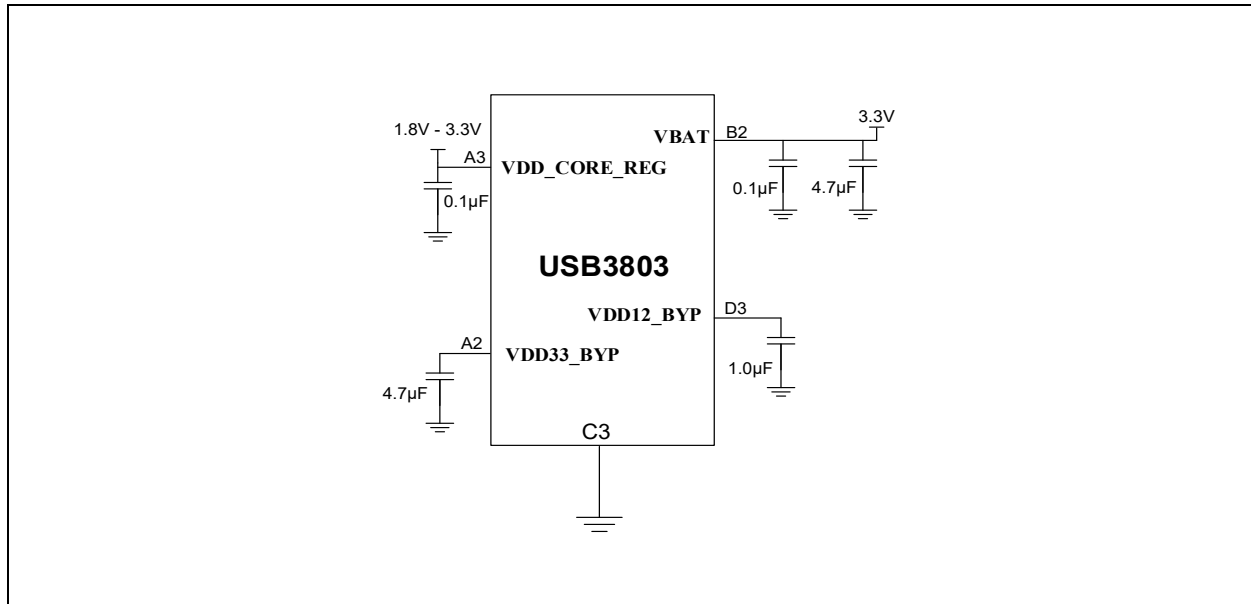 1.8V - 3.3V
A3
VDD_CORE_REG
0.1µF
VBAT
B2
3.3V
0.1µF
4.7µF
USB3803
VDD12_BYP
D3
1.0µF
A2
VDD33_BYP
4.7µF
C3